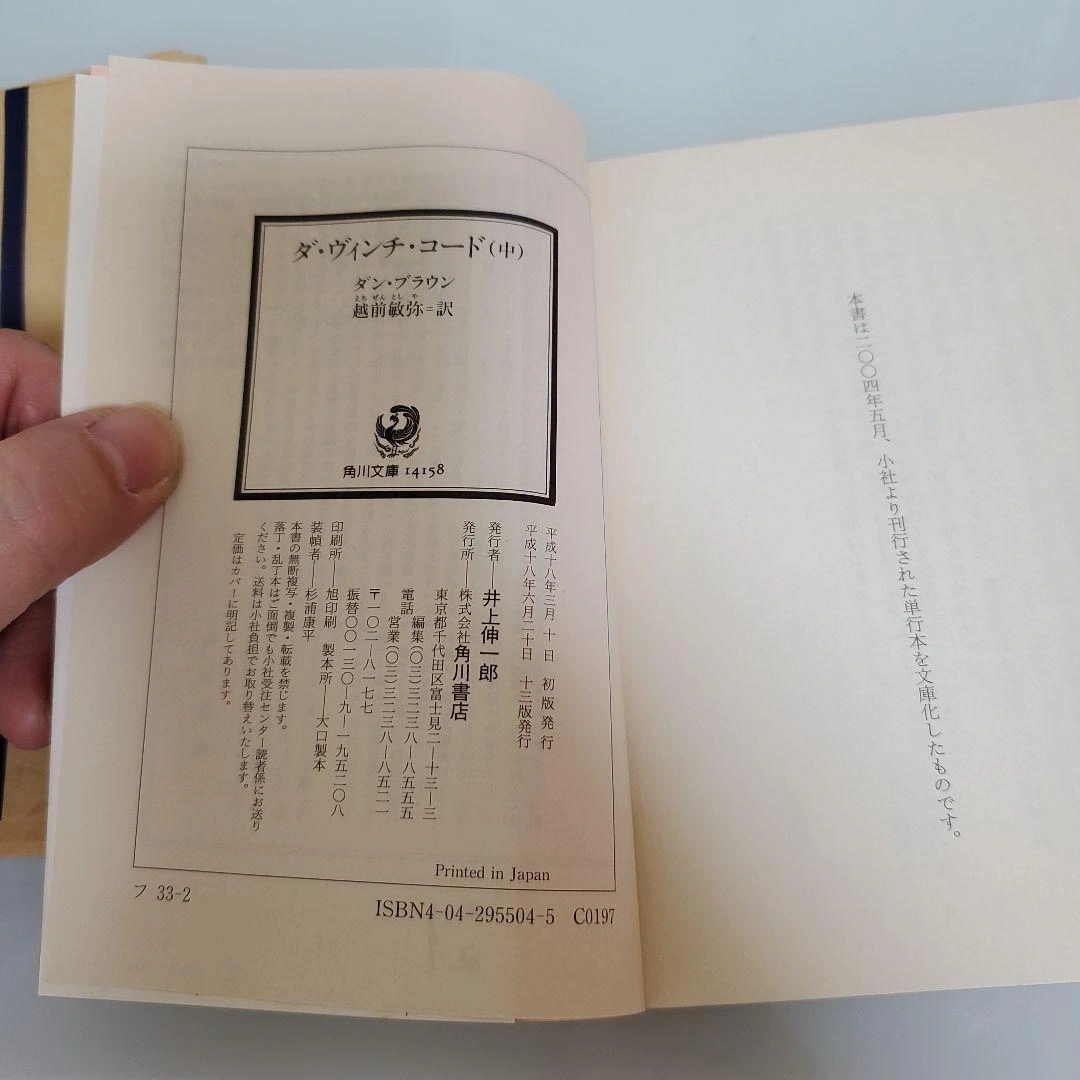 本書は二〇〇四年五月、小社より刊行された単行本を文庫化したものです。
ダ・ヴィンチ・コード(中)
ダン・ブラウン
えち ぜん とし や
越前敏弥=訳
角川文庫 14158
平成十八年三月 十日 初版発行
平成十八年六月二十日 十三版発行
発行者―井上伸一郎
発行所―株式会社角川書店
東京都千代田区富士見二―十三―三
電話 編集(〇三)三二三八―八五五五
営業(〇三)三二三八―八五二一
〒一〇二―八一七七
振替〇〇一三〇―九―一九五二〇八
印刷所―旭印刷 製本所―大口製本
装幀者―杉浦康平
本書の無断複写・複製・転載を禁じます。
落丁・乱丁本はご面倒でも小社受注センター読者係にお送り
ください。送料は小社負担でお取り替えいたします。
定価はカバーに明記してあります。
Printed in Japan
フ 33-2
ISBN4-04-295504-5 C0197